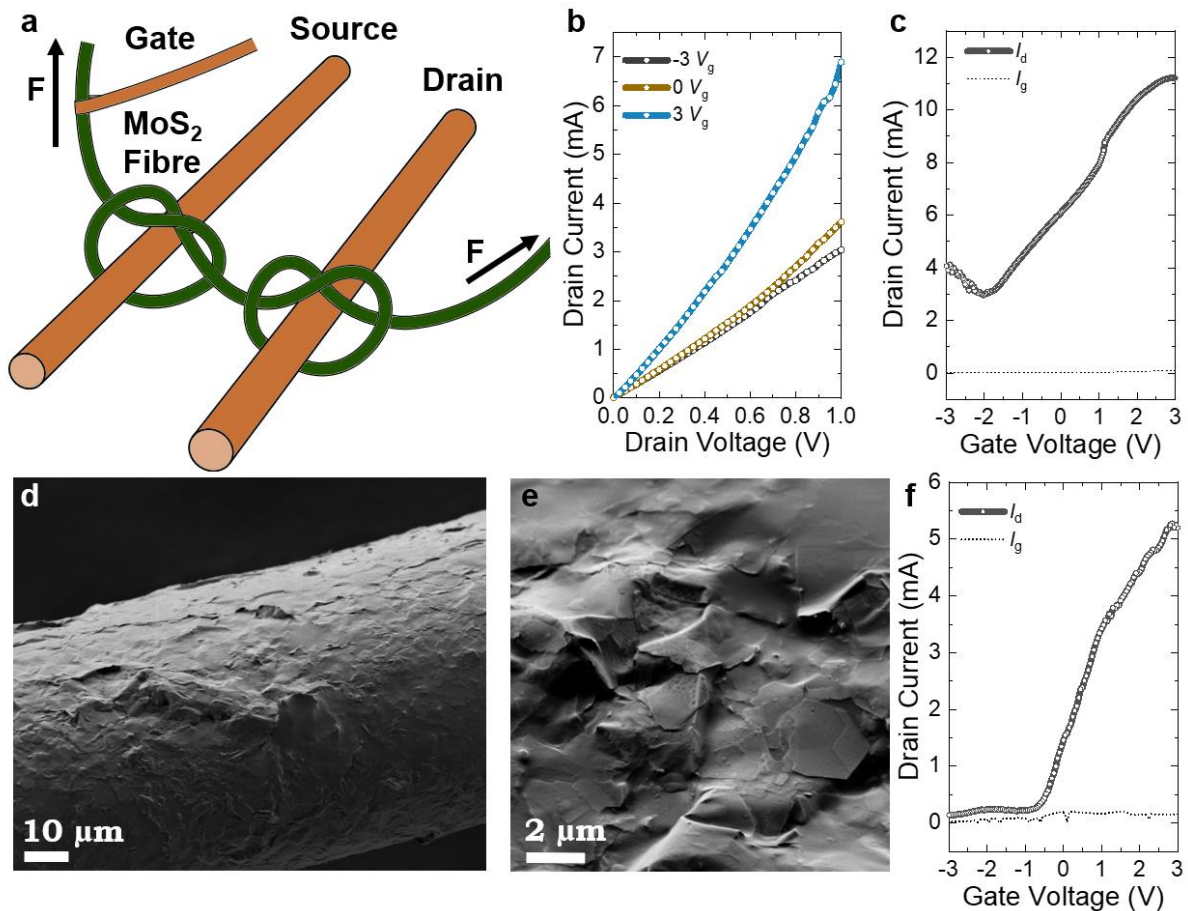 a
Gate
Source
Drain
F
MoS₂
Fibre
F
b
7
6
5
4
3
2
1
0
-3 Vg
0 Vg
3 Vg
Drain Current (mA)
0.0 0.2 0.4 0.6 0.8 1.0
Drain Voltage (V)
c
12
10
8
6
4
2
0
Id
Ig
Drain Current (mA)
-3 -2 -1 0 1 2 3
Gate Voltage (V)
d
10 µm
e
2 µm
f
6
5
4
3
2
1
0
Id
Ig
Drain Current (mA)
-3 -2 -1 0 1 2 3
Gate Voltage (V)